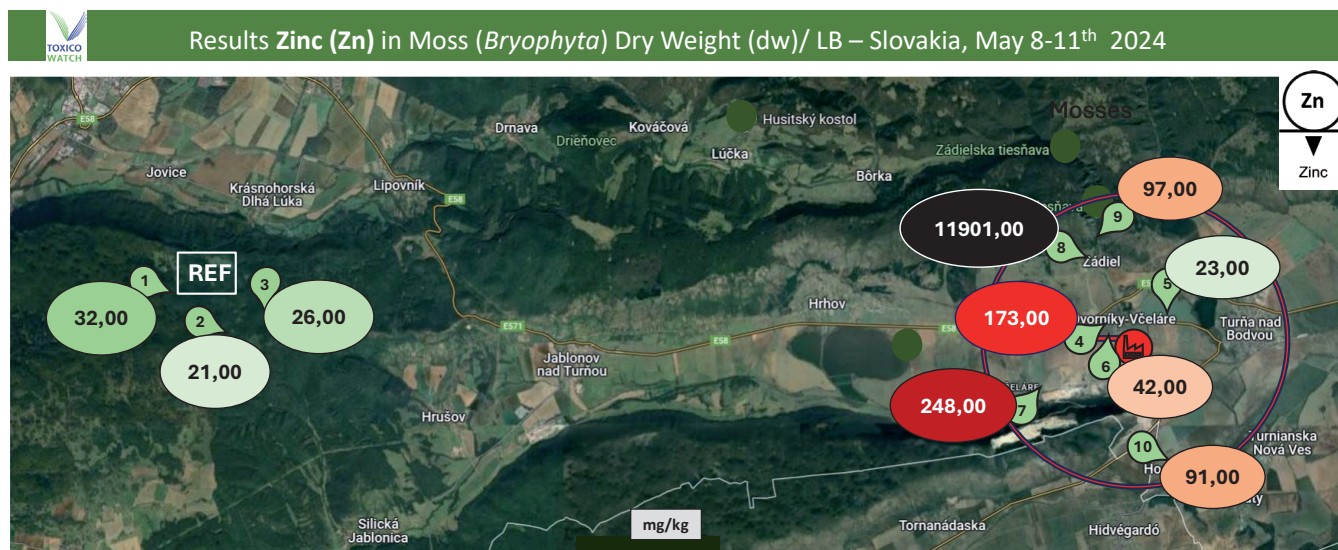 TOXICO
WATCH
Results Zinc (Zn) in Moss (Bryophyta) Dry Weight (dw)/ LB – Slovakia, May 8-11th 2024
Zn
Zinc
Mosses
E58
Jovice
Krásnohorská
Dlhá Lúka
Lipovník
E58
Drnava
Drieňovec
Kováčová
Lúčka
Husitský kostol
Bôrka
Zádielska tiesňava
97,00
9
11901,00
8
Zádiel
REF
1
2
3
32,00
26,00
21,00
23,00
5
Hrhov
173,00
Dvorníky-Včeláre
Turňa nad
Bodvou
4
6
E571
E58
E58
Jablonov
nad Turňou
42,00
248,00
7
Hrušov
10
Turnianska
Nová Ves
91,00
Silická
Jablonica
mg/kg
Tornanádaska
Hidvégardó